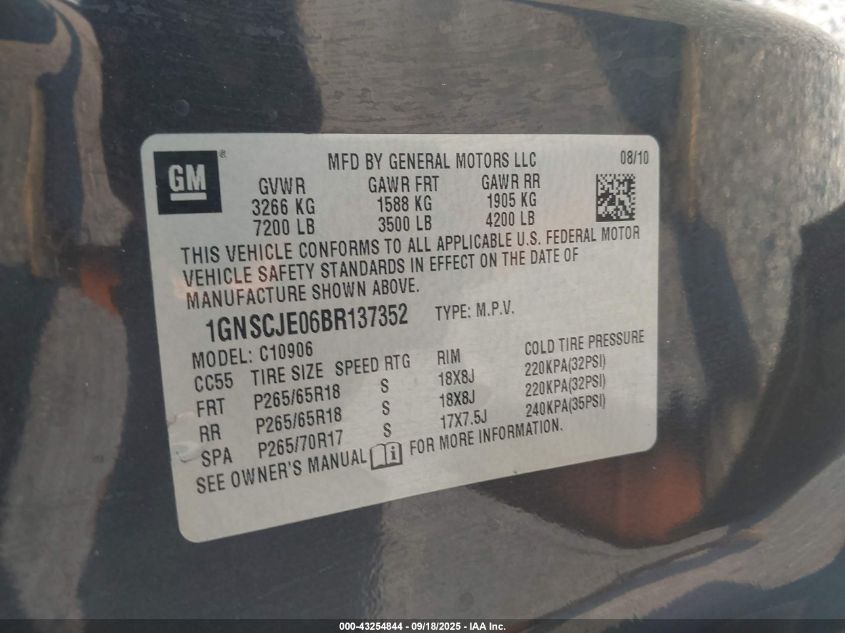 GM®
MFD BY GENERAL MOTORS LLC 08/10
GVWR GAWR FRT GAWR RR
3266 KG 1588 KG 1905 KG
7200 LB 3500 LB 4200 LB
THIS VEHICLE CONFORMS TO ALL APPLICABLE U.S. FEDERAL MOTOR
VEHICLE SAFETY STANDARDS IN EFFECT ON THE DATE OF
MANUFACTURE SHOWN ABOVE.
1GNSCJE06BR137352 TYPE: M.P.V.
MODEL: C10906
CC55 TIRE SIZE SPEED RTG RIM COLD TIRE PRESSURE
FRT P265/65R18 S 18X8J 220KPA(32PSI)
RR P265/65R18 S 18X8J 220KPA(32PSI)
SPA P265/70R17 S 17X7.5J 240KPA(35PSI)
SEE OWNER'S MANUAL i FOR MORE INFORMATION.
000-43254844 - 09/18/2025 - IAA Inc.